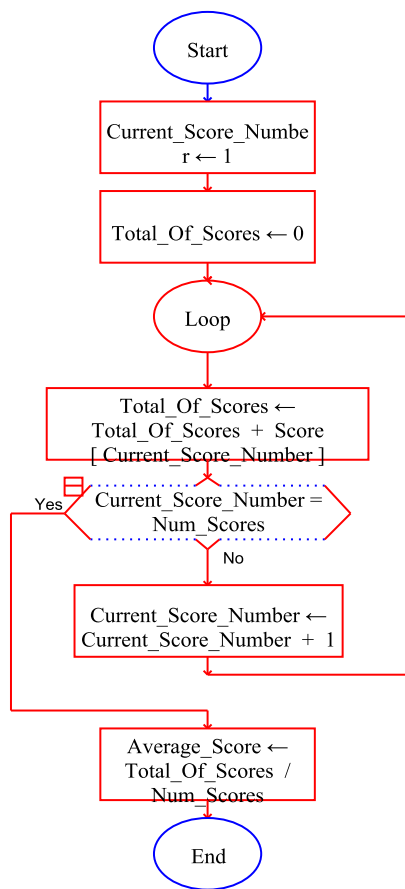 Start
Current_Score_Numbe
r ← 1
Total_Of_Scores ← 0
Loop
Total_Of_Scores ←
Total_Of_Scores + Score
[ Current_Score_Number ]
Yes
Current_Score_Number =
Num_Scores
No
Current_Score_Number ←
Current_Score_Number + 1
Average_Score ←
Total_Of_Scores /
Num_Scores
End